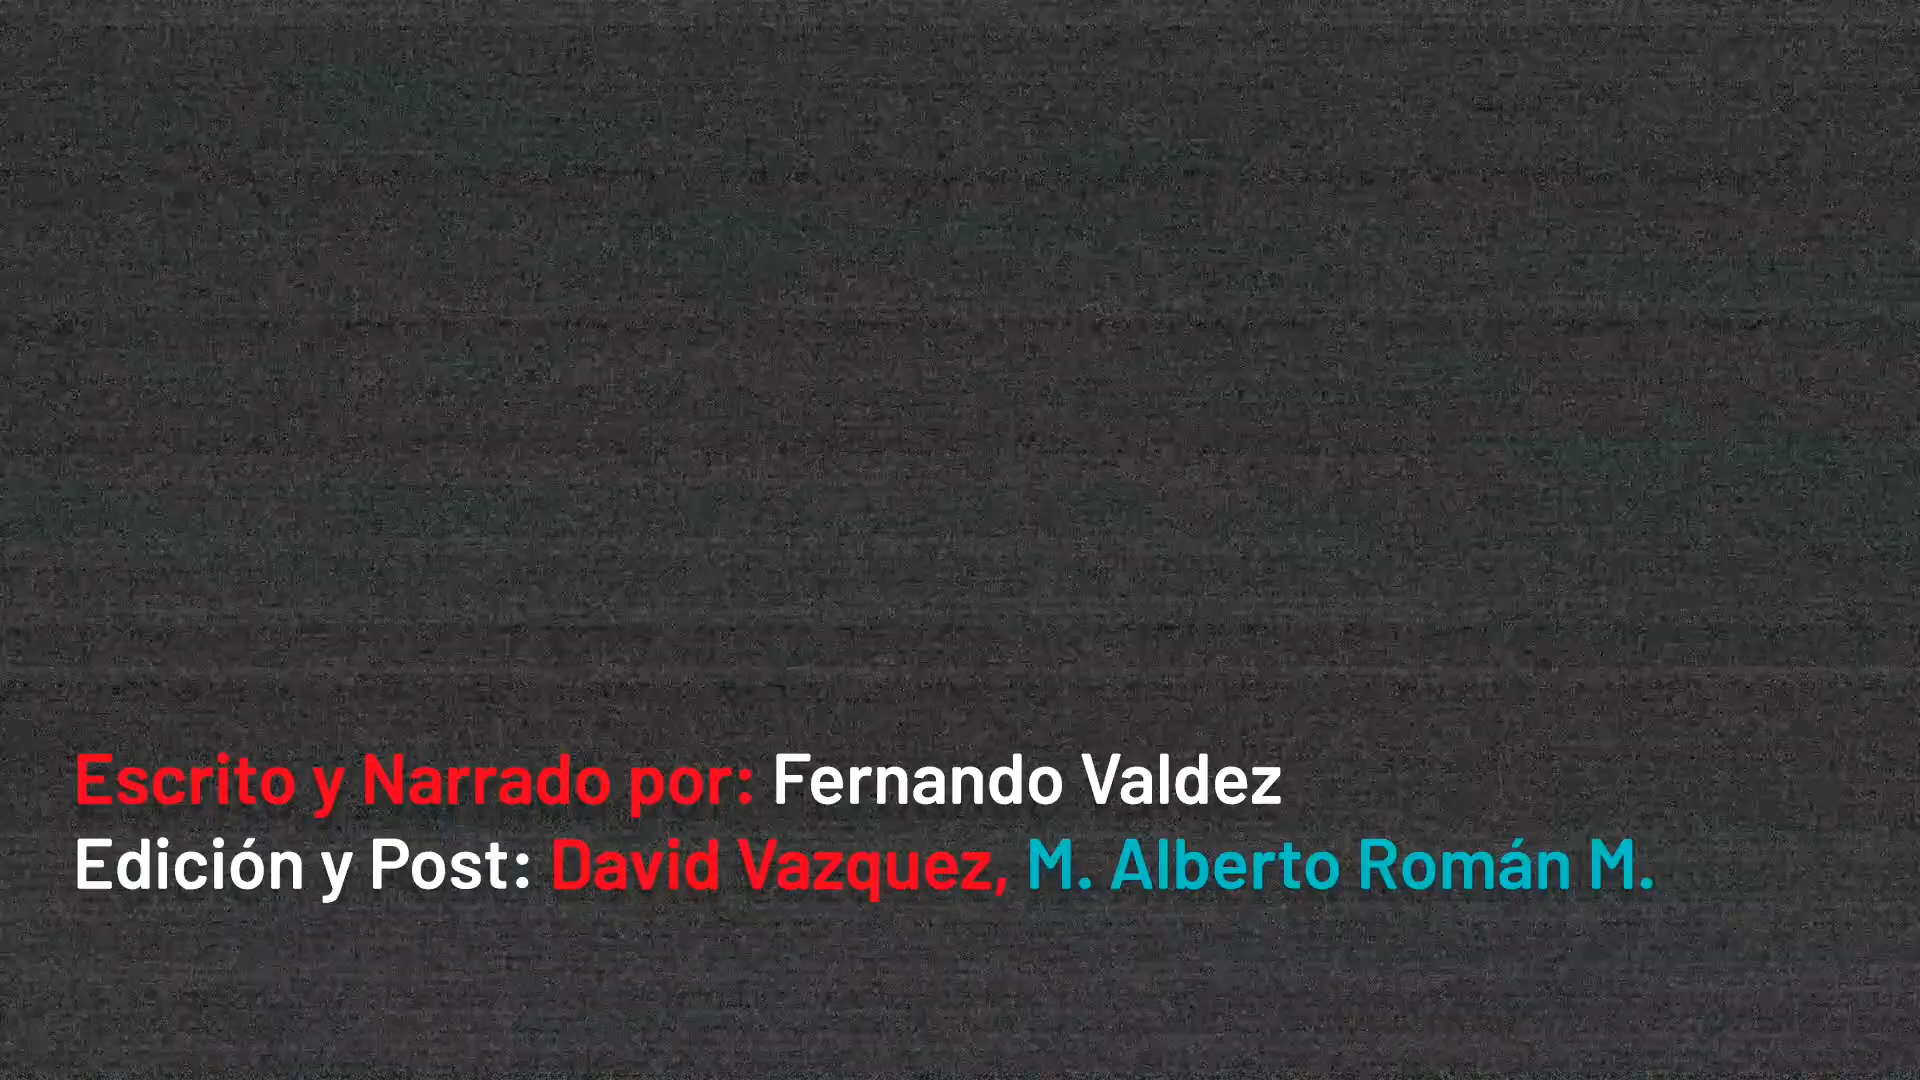 Escrito y Narrado por: Fernando Valdez
Edición y Post: David Vazquez, M. Alberto Román M.